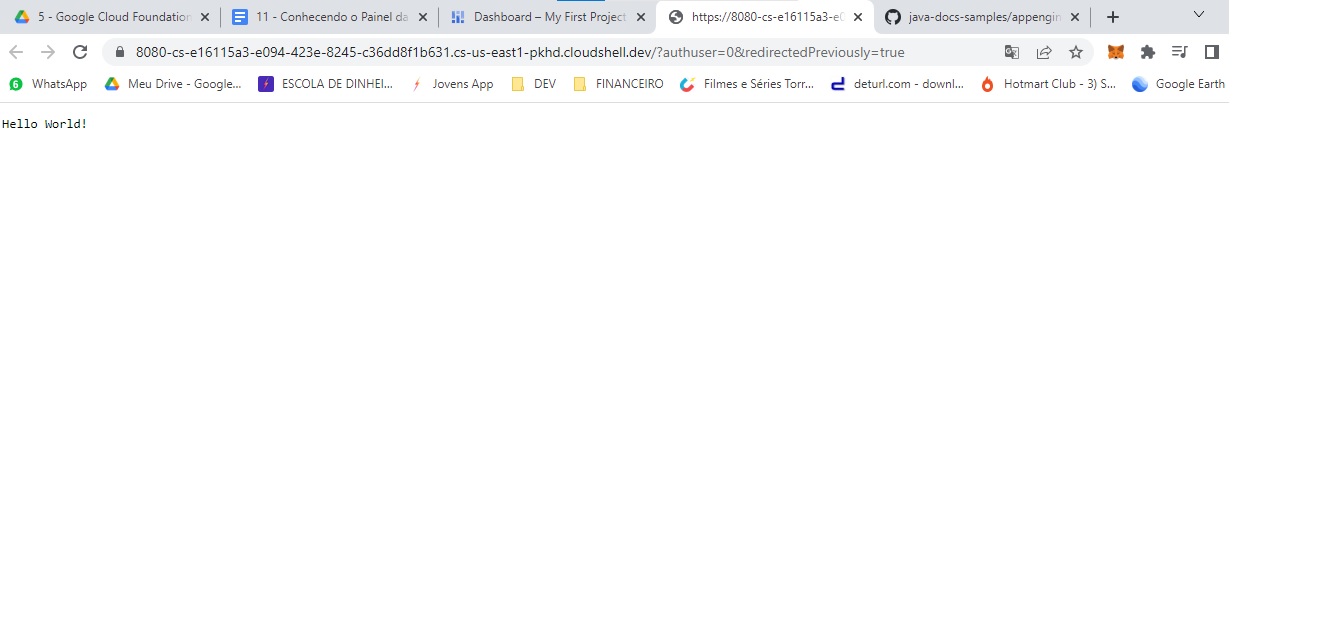 5 - Google Cloud Foundation
11 - Conhecendo o Painel da
Dashboard – My First Project
https://8080-cs-e16115a3-e0
java-docs-samples/appengin
8080-cs-e16115a3-e094-423e-8245-c36dd8f1b631.cs-us-east1-pkhd.cloudshell.dev/?authuser=0&redirectedPreviously=true
6 WhatsApp
Meu Drive - Google...
ESCOLA DE DINHEI...
Jovens App
DEV
FINANCEIRO
Filmes e Séries Torr...
deturl.com - downl...
Hotmart Club - 3) S...
Google Earth
Hello World!